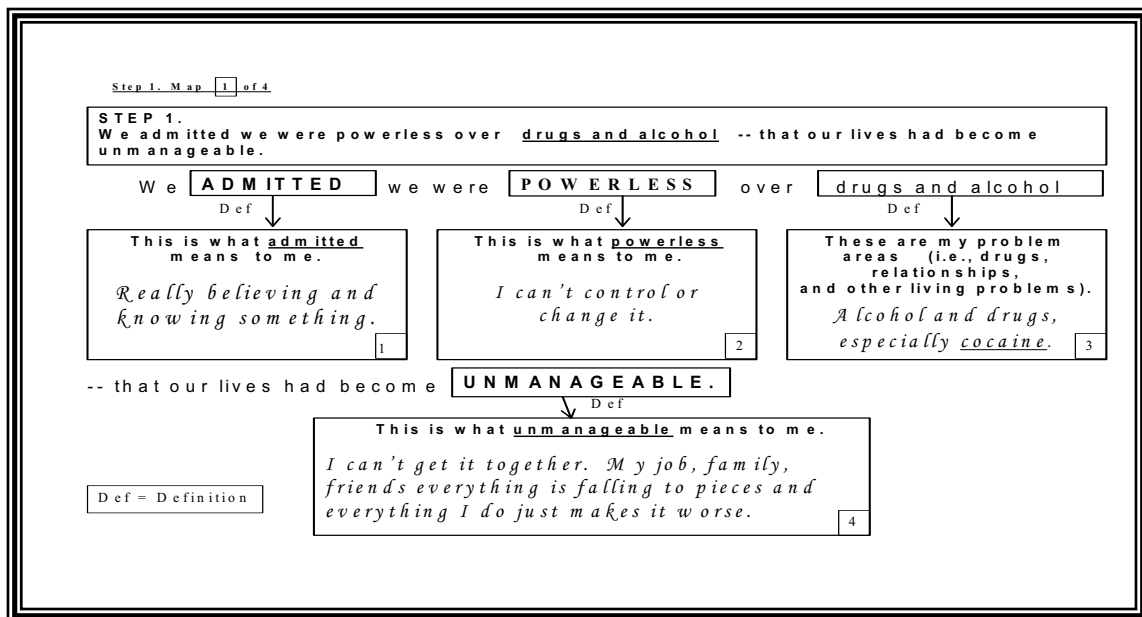 Step 1. Map 1 of 4
STEP 1.
We admitted we were powerless over drugs and alcohol -- that our lives had become
unmanageable.
We ADMITTED we were POWERLESS over drugs and alcohol
Def Def Def
This is what admitted
means to me.
Really believing and
knowing something.
1
This is what powerless
means to me.
I can't control or
change it.
2
These are my problem
areas (i.e., drugs,
relationships,
and other living problems).
Alcohol and drugs,
especially cocaine.
3
-- that our lives had become UNMANAGEABLE.
Def
This is what unmanageable means to me.
I can't get it together. My job, family,
friends everything is falling to pieces and
everything I do just makes it worse.
4
Def = Definition